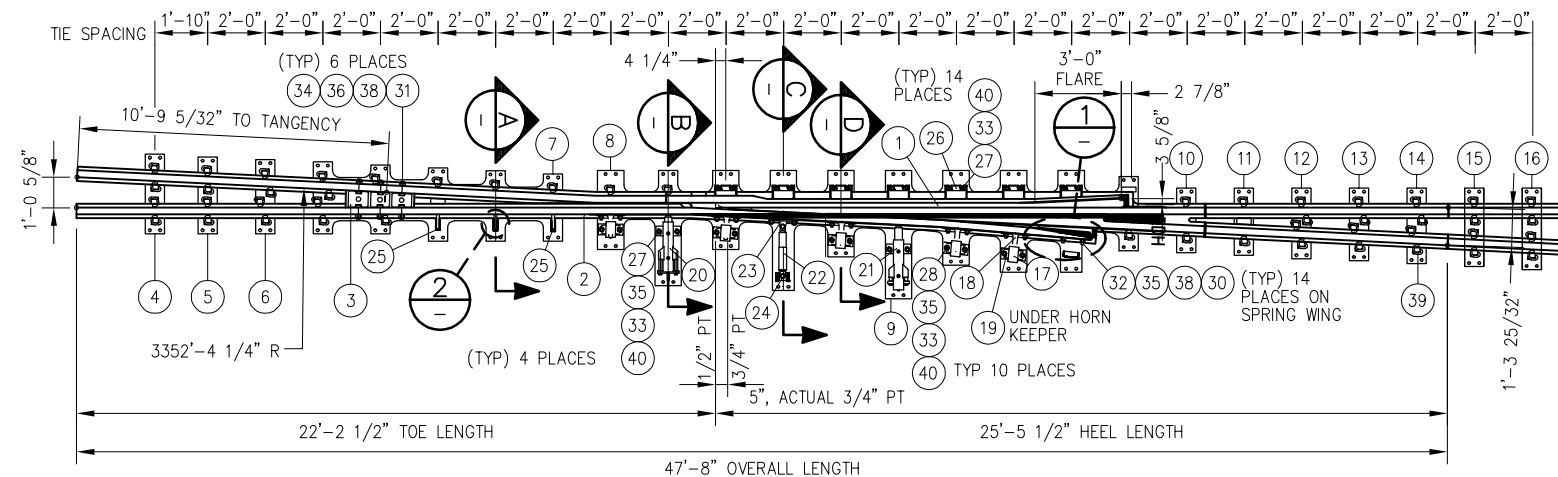 TIE SPACING
1'-10" 2'-0" 2'-0" 2'-0" 2'-0" 2'-0" 2'-0" 2'-0" 2'-0" 2'-0" 2'-0" 2'-0" 2'-0" 2'-0" 2'-0" 2'-0" 2'-0" 2'-0" 2'-0" 2'-0" 2'-0" 2'-0" 2'-0" 2'-0"
(TYP) 6 PLACES
34 36 38 31
10'-9 5/32" TO TANGENCY
1'-0 5/8"
A
-
B
-
4 1/4"
C
-
D
-
(TYP) 14
PLACES
40
33
27
26
1
3'-0"
FLARE
2 7/8"
1
-
3 5/8"
7
8
10
11
12
13
14
15
16
4
5
6
25
3
2
-
25
2
27
35
33
40
20
23
24
22
21
9
28
35
33
40
18
19
17
UNDER HORN
KEEPER
32 35 38 30
(TYP) 14
PLACES ON
SPRING WING
39
1'-3 25/32"
3352'-4 1/4" R
(TYP) 4 PLACES
TYP 10 PLACES
1/2" PT
3/4" PT
5", ACTUAL 3/4" PT
22'-2 1/2" TOE LENGTH
25'-5 1/2" HEEL LENGTH
47'-8" OVERALL LENGTH